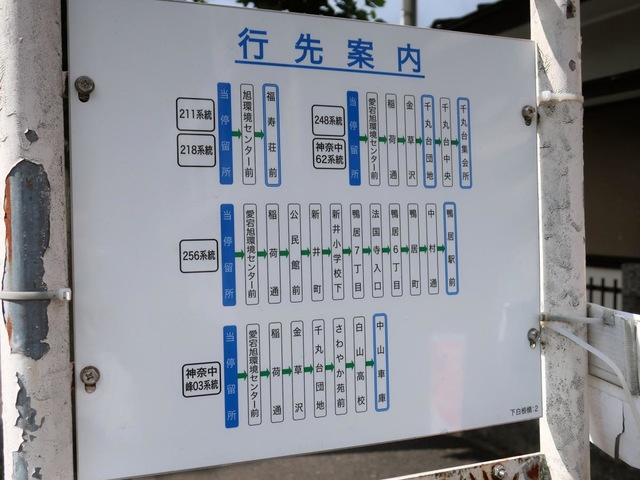 行先案内
211系統
218系統
当停留所
旭環境センター前
福寿荘前
248系統
神奈中
62系統
当停留所
愛宕旭環境センター前
稲荷通
金草沢
千丸台団地
千丸台中央
千丸台集会所
256系統
当停留所
愛宕旭環境センター前
稲荷通
公民館前
新井町
新井小学校下
鴨居7丁目
法国寺入口
鴨居6丁目
鴨居町
中村通
鴨居駅前
神奈中
峰03系統
当停留所
愛宕旭環境センター前
稲荷通
金草沢
千丸台団地
さわやか苑前
白山高校
中山車庫
下白根橋:2